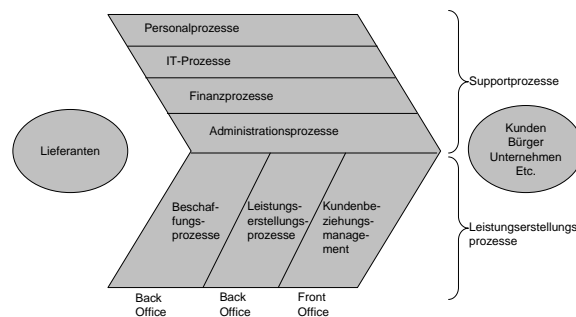 Personalprozesse
IT-Prozesse
Finanzprozesse
Administrationsprozesse
Supportprozesse
Lieferanten
Kunden
Bürger
Unternehmen
Etc.
Beschaf-
fungs-
prozesse
Leistungs-
erstellungs-
prozesse
Kundenbe-
ziehungs-
manage-
ment
Leistungserstellungs
prozesse
Back
Office
Back
Office
Front
Office